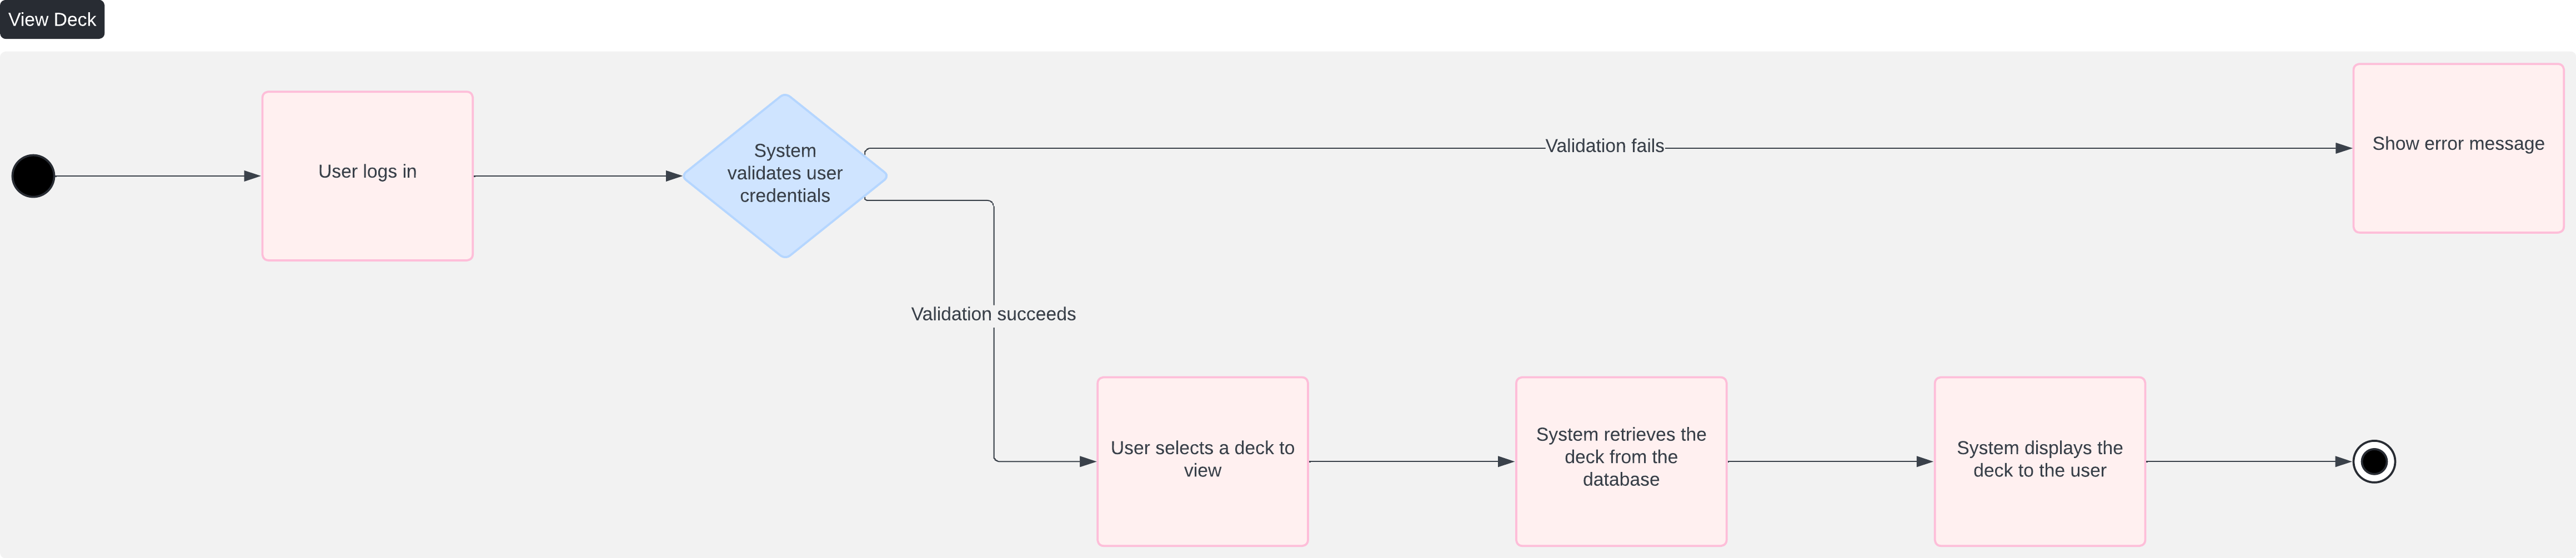 View Deck
User logs in
System
validates user
credentials
Validation fails
Show error message
Validation succeeds
User selects a deck to
view
System retrieves the
deck from the
database
System displays the
deck to the user